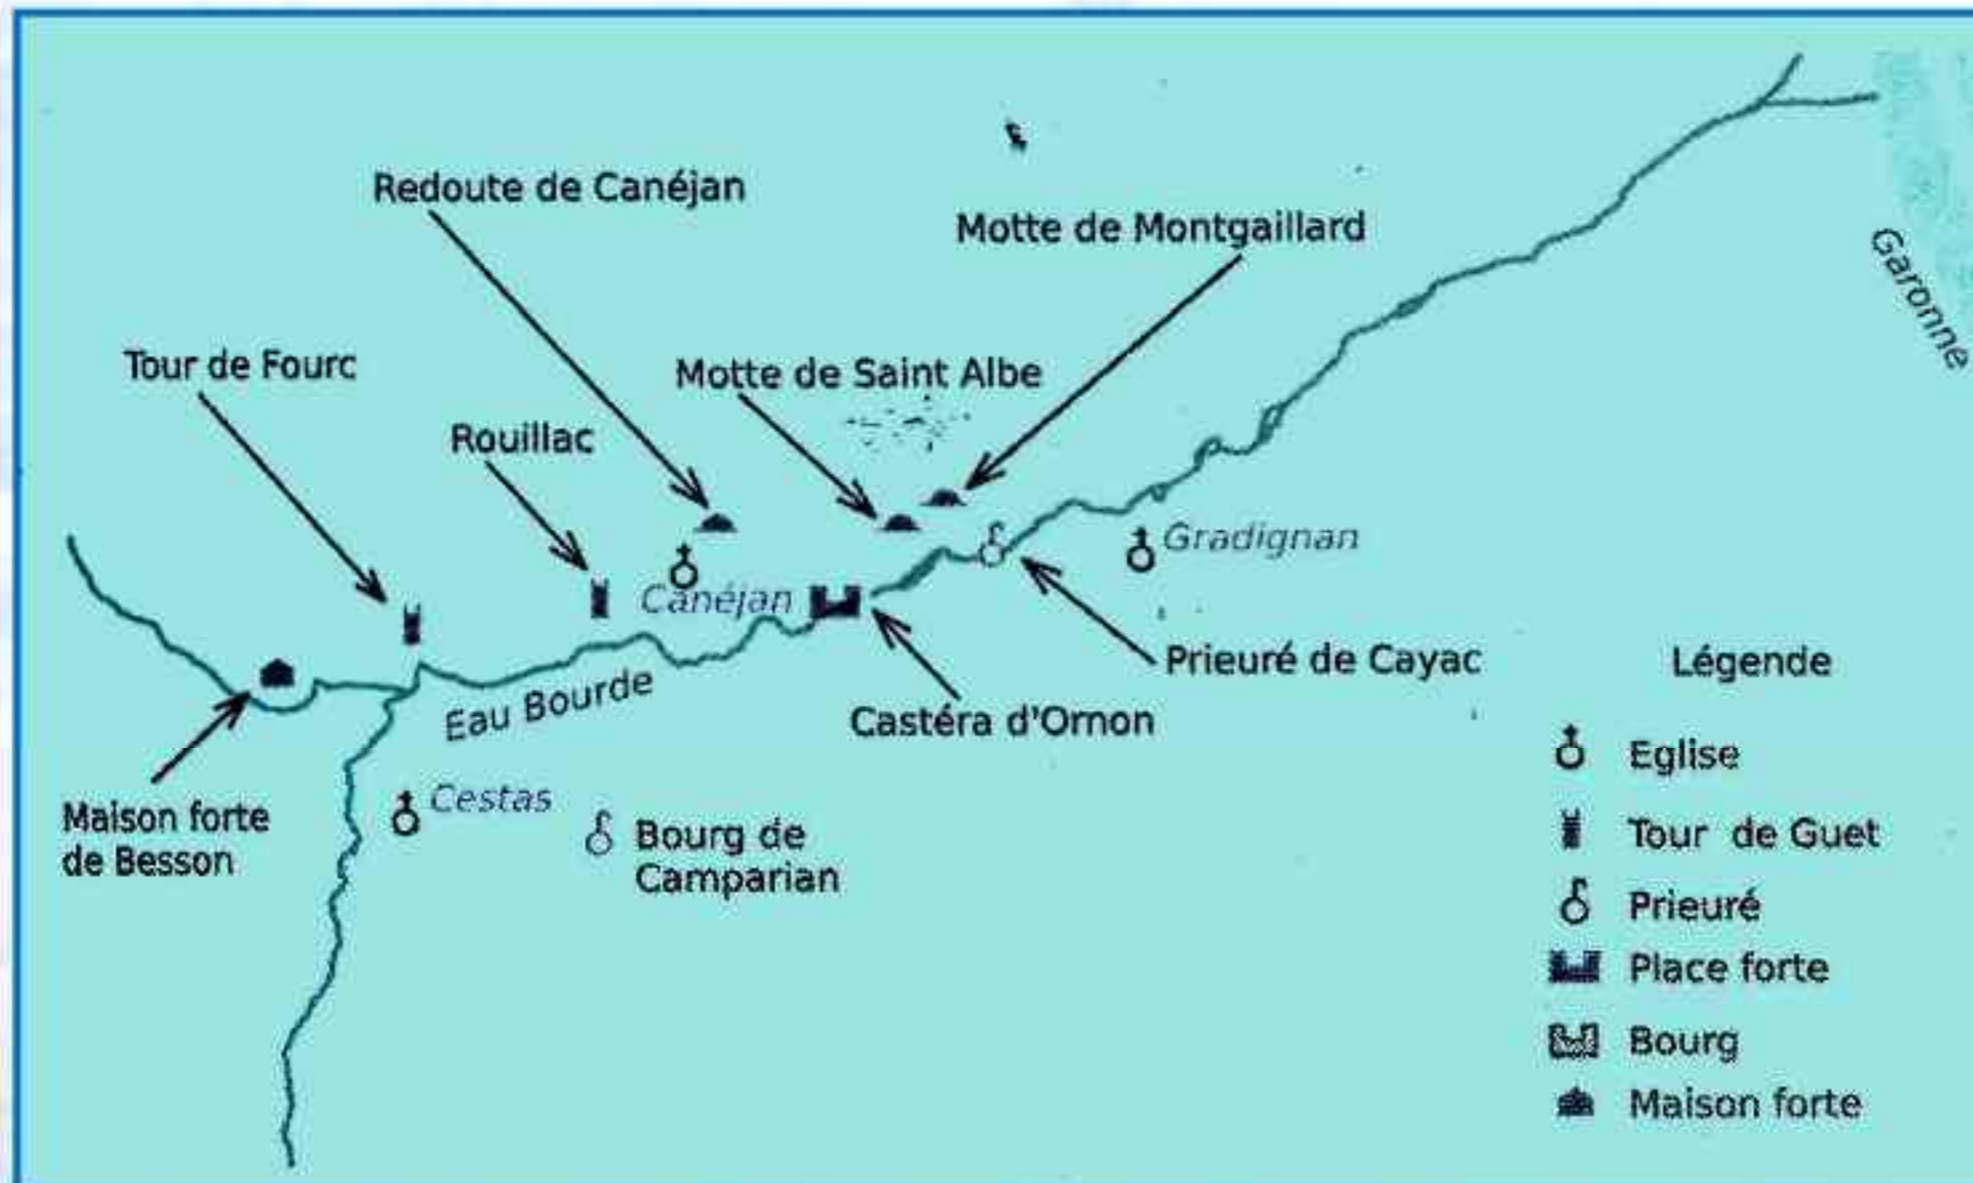 Redoute de Canéjan
Motte de Montgaillard
Garonne
Tour de Fourc
Motte de Saint Albe
Rouillac
Gradignan
Canéjan
Prieuré de Cayac
Eau Bourde
Castéra d'Ornon
Cestas
Maison forte
de Besson
Bourg de
Camparian
Légende
Eglise
Tour de Guet
Prieuré
Place forte
Bourg
Maison forte